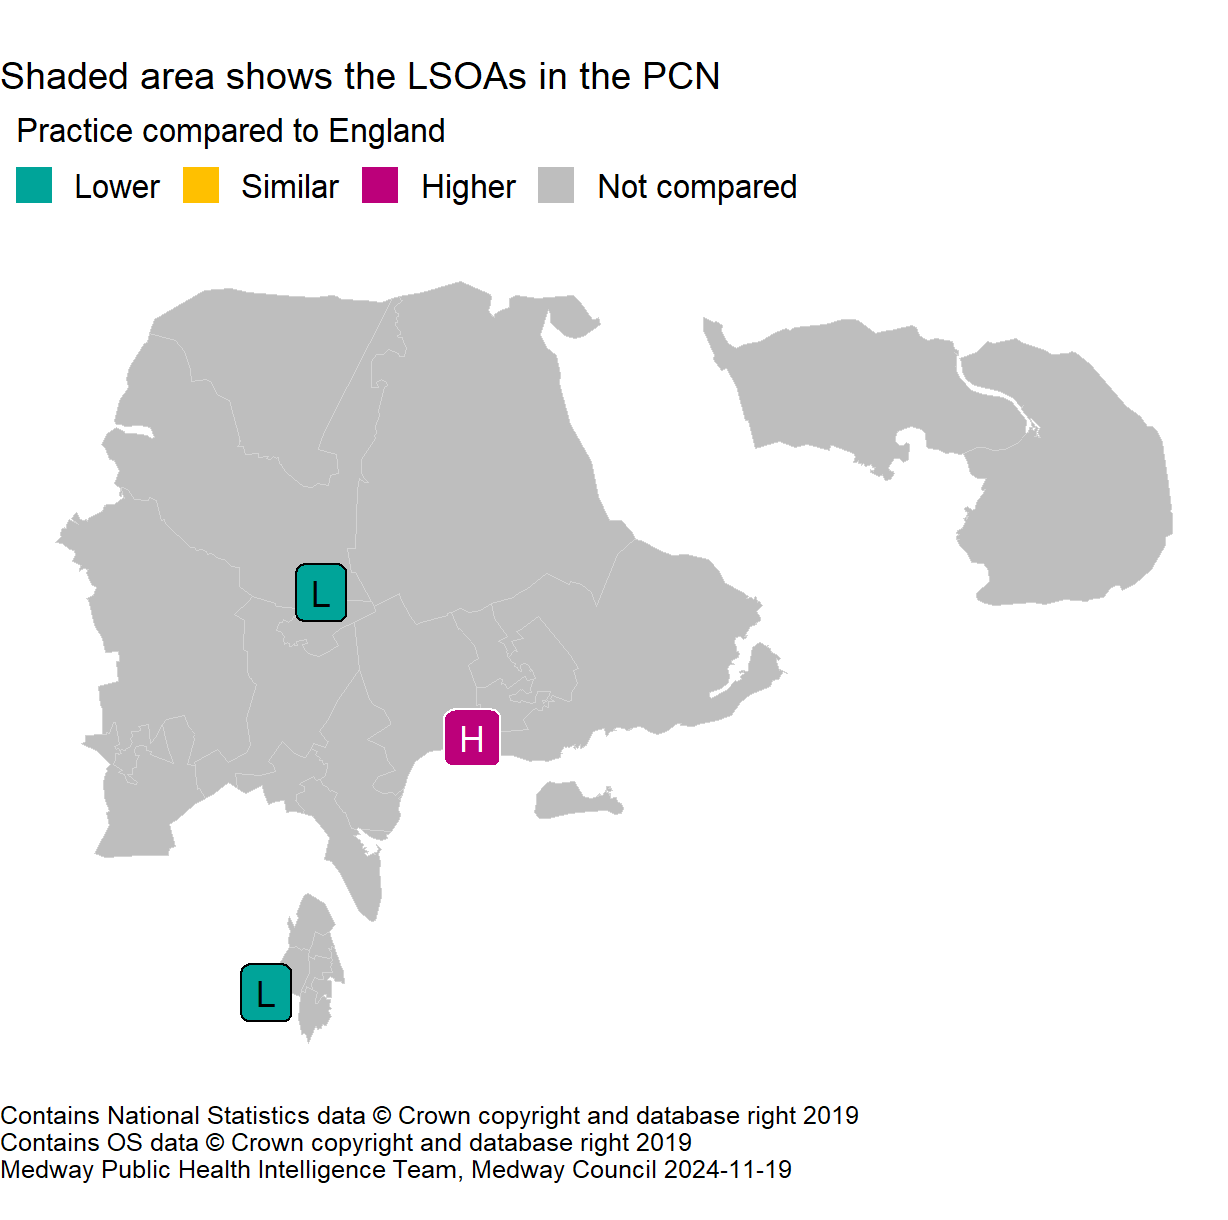 Shaded area shows the LSOAs in the PCN
Practice compared to England
Lower Similar Higher Not compared
L
H
L
Contains National Statistics data © Crown copyright and database right 2019
Contains OS data © Crown copyright and database right 2019
Medway Public Health Intelligence Team, Medway Council 2024-11-19